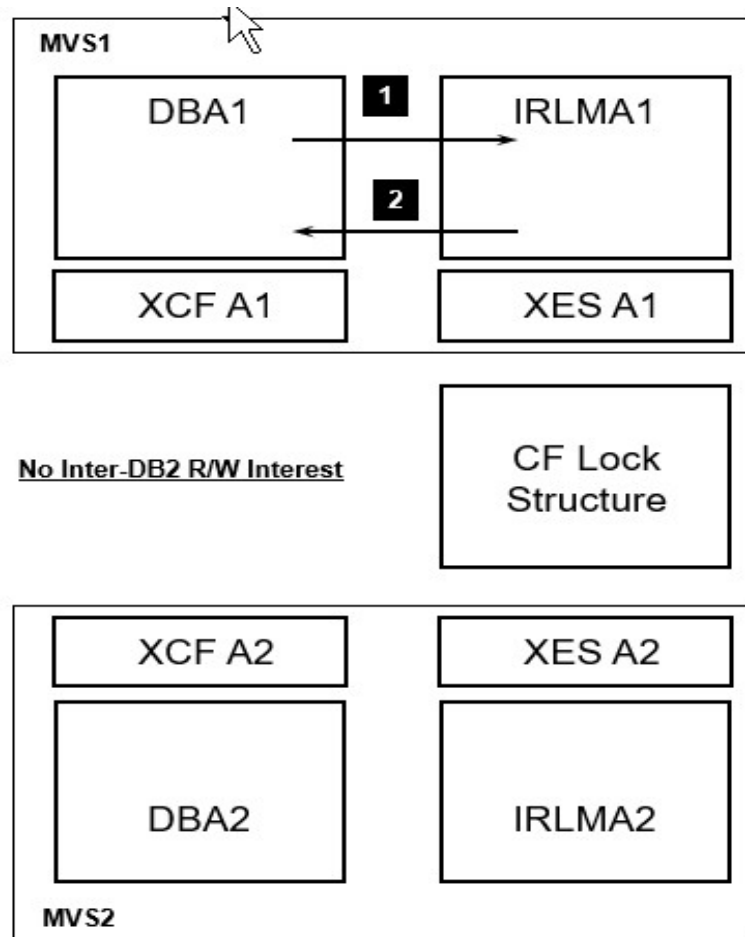 MVS1
DBA1
1
IRLMA1
2
XCF A1
XES A1
No Inter-DB2 R/W Interest
CF Lock
Structure
XCF A2
XES A2
DBA2
IRLMA2
MVS2